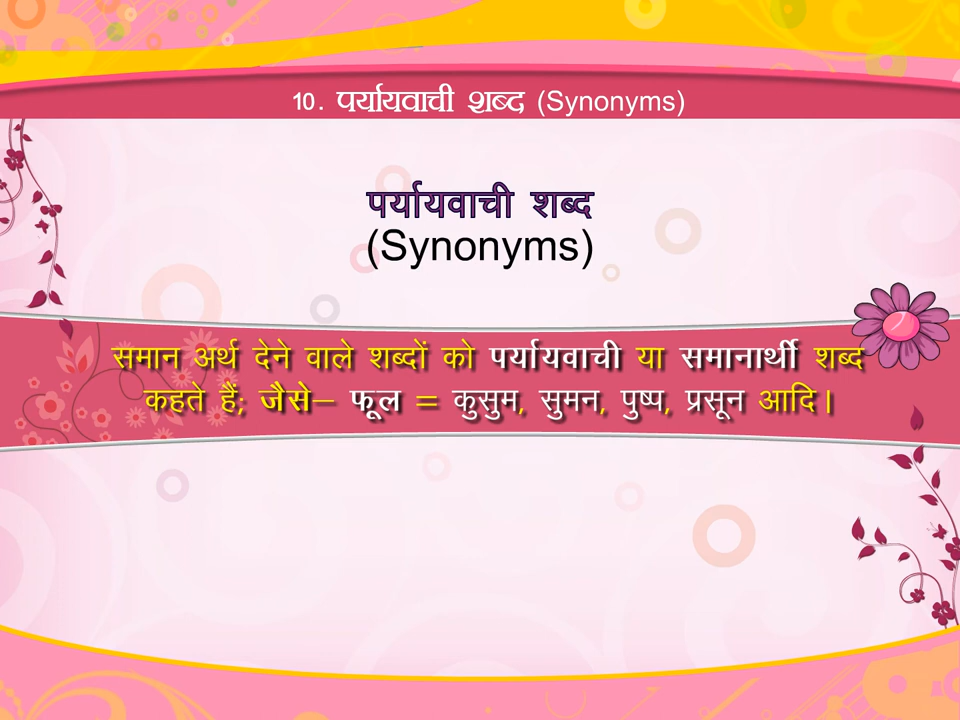 10. पर्यायवाची शब्द (Synonyms)
पर्यायवाची शब्द
(Synonyms)
समान अर्थ देने वाले शब्दों को पर्यायवाची या समानार्थी शब्द
कहते हैं; जैसे– फूल = कुसुम, सुमन, पुष्प, प्रसून आदि।